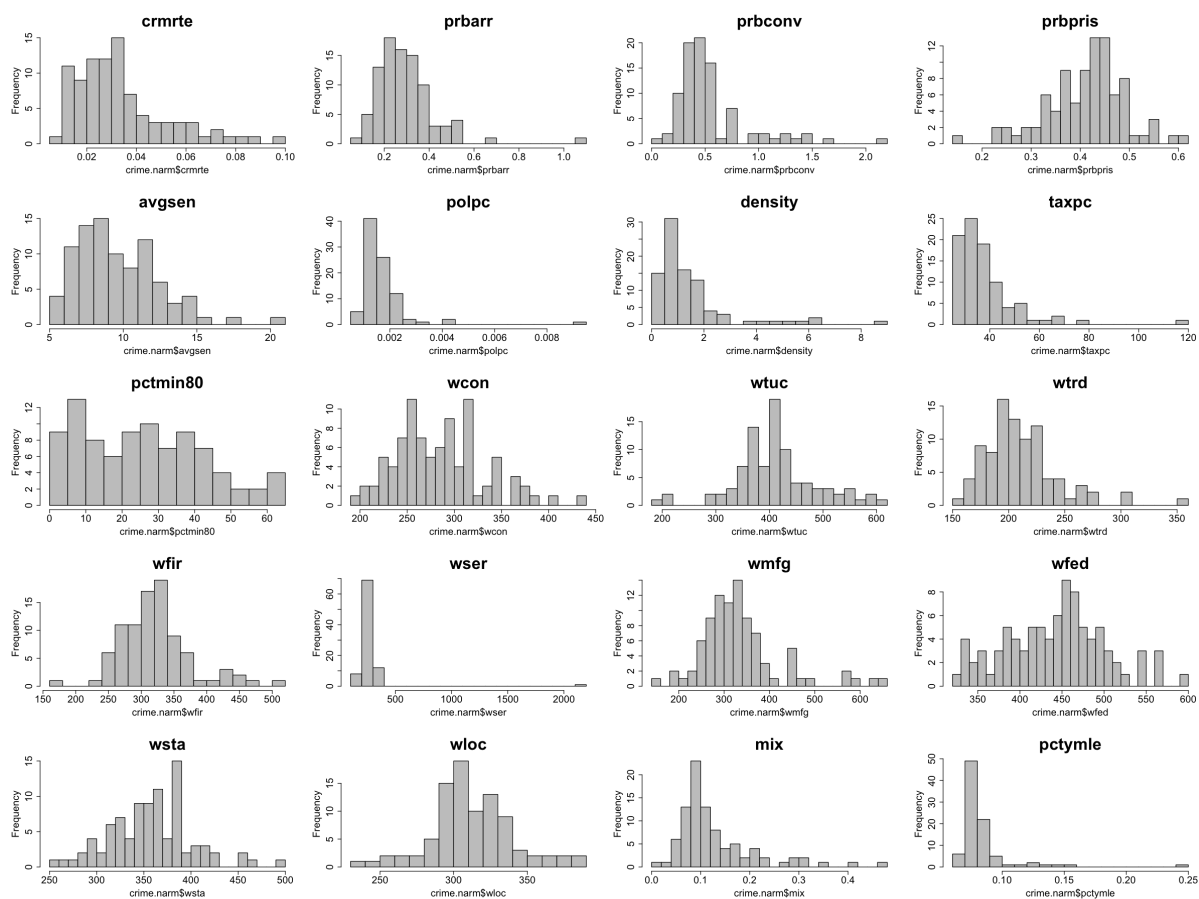 crmrte prbarr prbconv prbpris
Frequency 0 5 10 15 0.02 0.04 0.06 0.08 0.10 crime.narm$crmrte
Frequency 0 5 10 15 0.2 0.4 0.6 0.8 1.0 crime.narm$prbarr
Frequency 0 5 10 15 20 0.0 0.5 1.0 1.5 2.0 crime.narm$prbconv
Frequency 0 2 4 6 8 12 0.2 0.3 0.4 0.5 0.6 crime.narm$prbpris
avgsen polpc density taxpc
Frequency 0 5 10 15 5 10 15 20 crime.narm$avgsen
Frequency 0 10 20 30 40 0.002 0.004 0.006 0.008 crime.narm$polpc
Frequency 0 5 10 20 30 0 2 4 6 8 crime.narm$density
Frequency 0 5 10 15 20 25 40 60 80 100 120 crime.narm$taxpc
pctmin80 wcon wtuc wtrd
Frequency 0 2 4 6 8 12 0 10 20 30 40 50 60 crime.narm$pctmin80
Frequency 0 2 4 6 8 10 200 250 300 350 400 450 crime.narm$wcon
Frequency 0 5 10 15 200 300 400 500 600 crime.narm$wtuc
Frequency 0 5 10 15 150 200 250 300 350 crime.narm$wtrd
wfir wser wmfg wfed
Frequency 0 5 10 15 150 200 250 300 350 400 450 500 crime.narm$wfir
Frequency 0 10 20 40 60 500 1000 1500 2000 crime.narm$wser
Frequency 0 2 4 6 8 12 200 300 400 500 600 crime.narm$wmfg
Frequency 0 2 4 6 8 350 400 450 500 550 600 crime.narm$wfed
wsta wloc mix pctymle
Frequency 0 5 10 15 250 300 350 400 450 500 crime.narm$wsta
Frequency 0 5 10 15 250 300 350 crime.narm$wloc
Frequency 0 5 10 15 20 0.0 0.1 0.2 0.3 0.4 crime.narm$mix
Frequency 0 10 20 30 40 50 0.10 0.15 0.20 0.25 crime.narm$pctymle